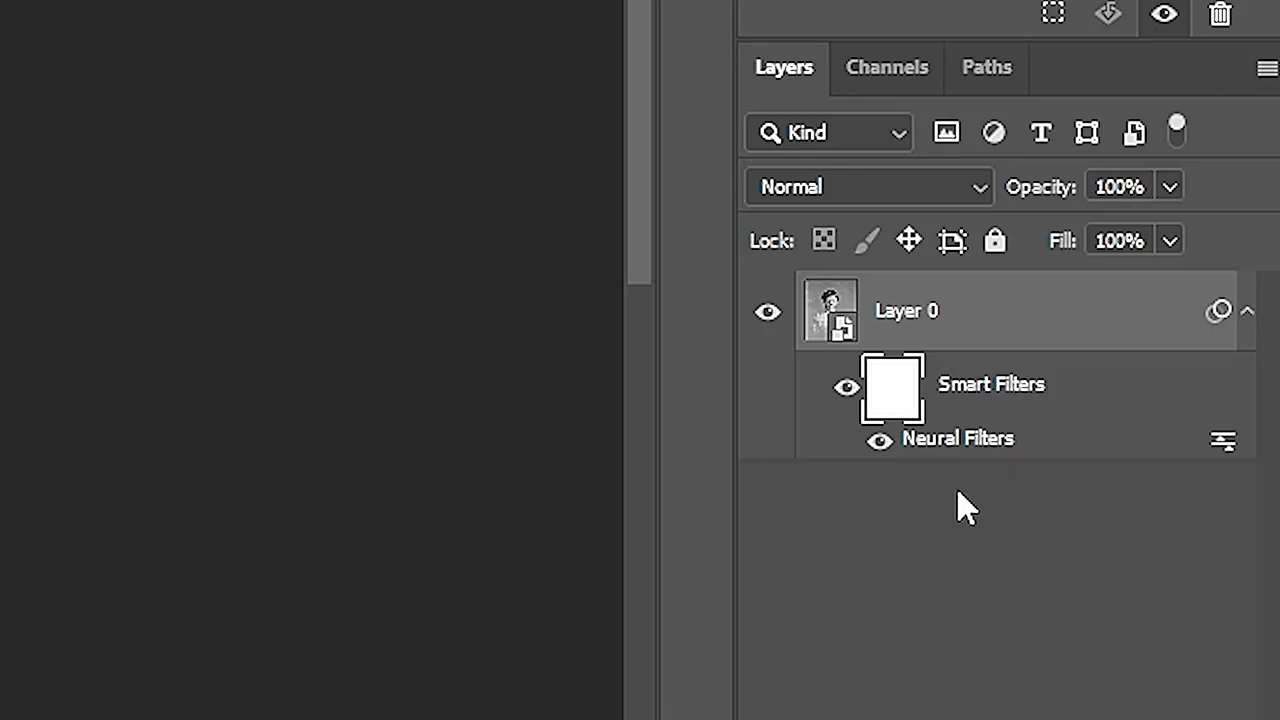 Layers Channels Paths
Kind
Normal Opacity: 100%
Lock: Fill: 100%
Layer 0
Smart Filters
Neural Filters